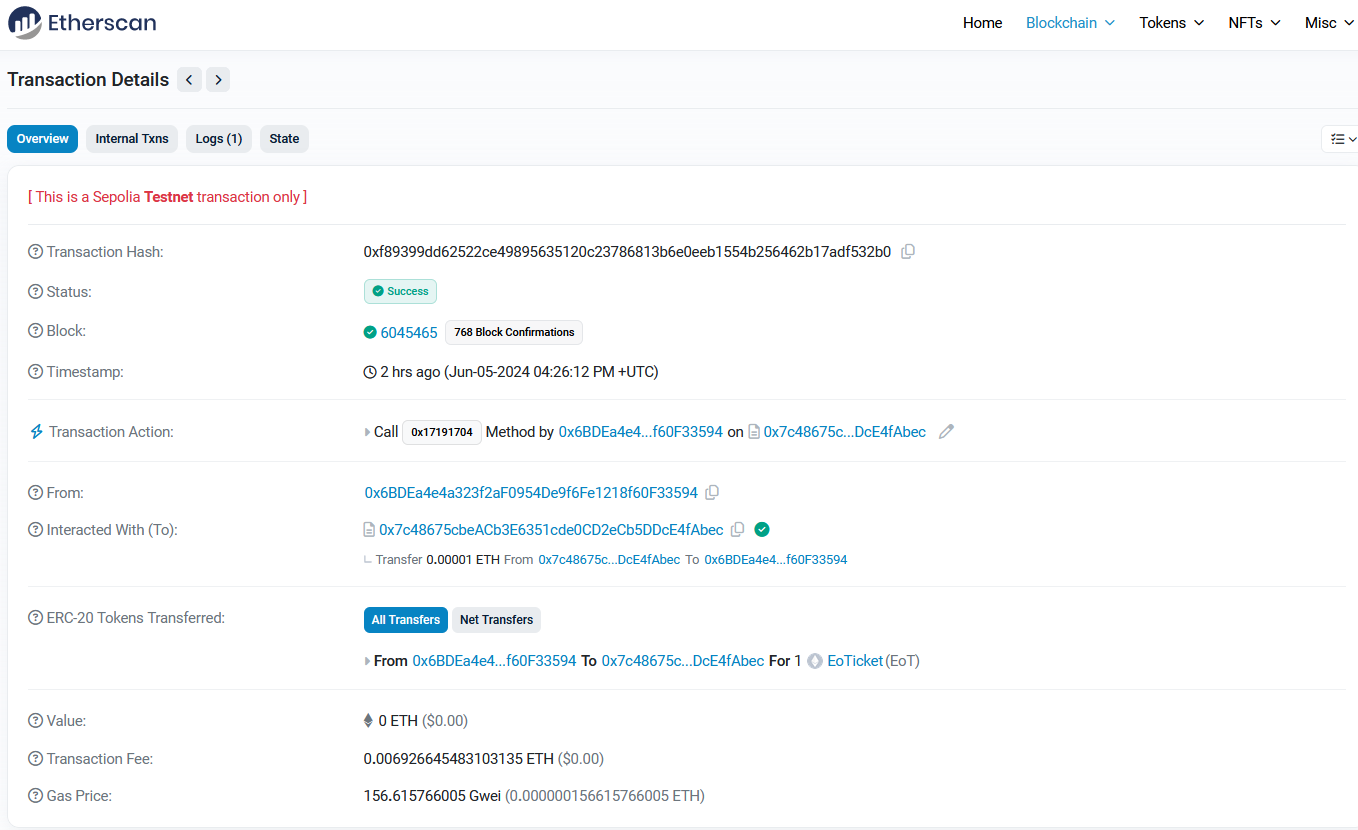 Etherscan
Home Blockchain Tokens NFTs Misc
Transaction Details
Overview Internal Txns Logs (1) State
[ This is a Sepolia Testnet transaction only ]
Transaction Hash: 0xf89399dd62522ce49895635120c23786813b6e0eeb1554b256462b17adf532b0
Status: Success
Block: 6045465 768 Block Confirmations
Timestamp: 2 hrs ago (Jun-05-2024 04:26:12 PM +UTC)
Transaction Action: Call 0x17191704 Method by 0x6BDEa4e4...f60F33594 on 0x7c48675c...DcE4fAbec
From: 0x6BDEa4e4a323f2aF0954De9f6Fe1218f60F33594
Interacted With (To): 0x7c48675cbeACb3E6351cde0CD2eCb5DDcE4fAbec
Transfer 0.00001 ETH From 0x7c48675c...DcE4fAbec To 0x6BDEa4e4...f60F33594
ERC-20 Tokens Transferred: All Transfers Net Transfers
From 0x6BDEa4e4...f60F33594 To 0x7c48675c...DcE4fAbec For 1 EoTicket(EoT)
Value: 0 ETH ($0.00)
Transaction Fee: 0.006926645483103135 ETH ($0.00)
Gas Price: 156.615766005 Gwei (0.000000156615766005 ETH)